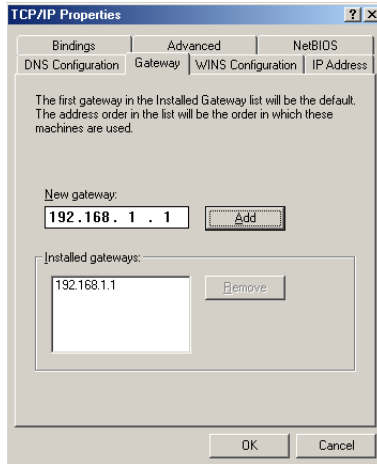 TCP/IP Properties
? x
Bindings Advanced NetBIOS
DNS Configuration Gateway WINS Configuration IP Address
The first gateway in the Installed Gateway list will be the default.
The address order in the list will be the order in which these
machines are used.
New gateway:
192.168. 1 . 1 Add
Installed gateways:
192.168.1.1 Remove
OK Cancel